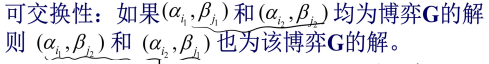 可交换性：如果(α_{i_1}, β_{j_1})和(α_{i_2}, β_{j_2})均为博弈G的解
则 (α_{i_1}, β_{j_2})和 (α_{i_2}, β_{j_1})也为该博弈G的解。